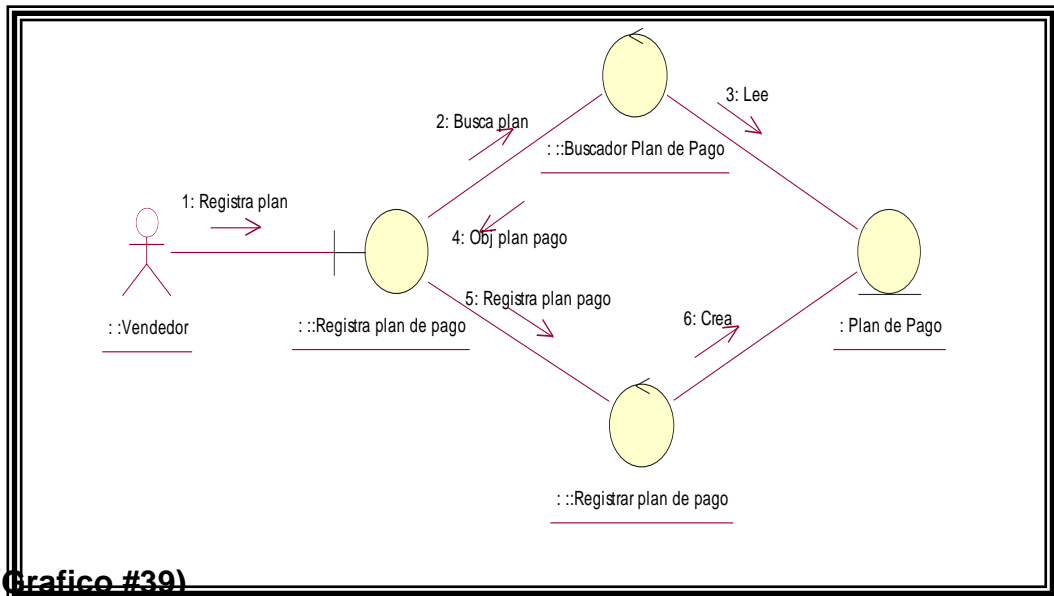 3: Lee
2: Busca plan
: ::Buscador Plan de Pago
1: Registra plan
4: Obj plan pago
5: Registra plan pago
6: Crea
: ::Vendedor
: ::Registra plan de pago
: Plan de Pago
: ::Registrar plan de pago
Grafico #39)